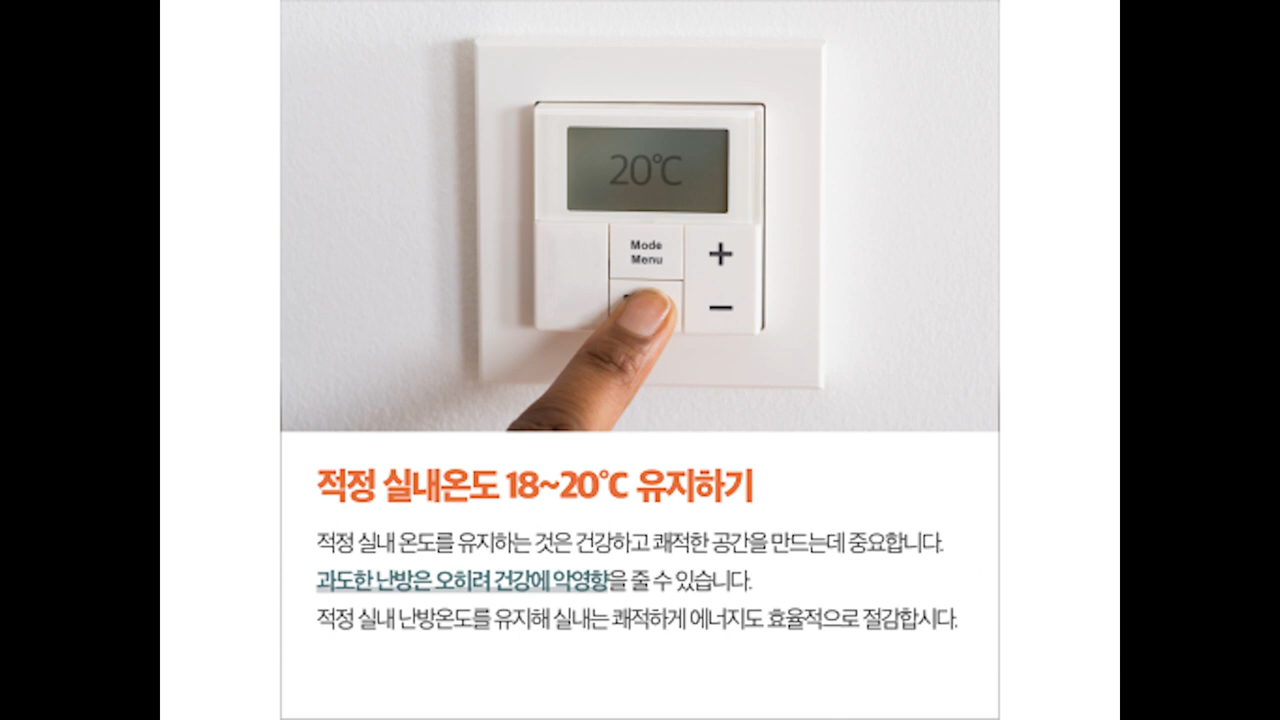 20℃
Mode
Menu
+
−
적정 실내온도 18~20℃ 유지하기
적정 실내 온도를 유지하는 것은 건강하고 쾌적한 공간을 만드는데 중요합니다.
과도한 난방은 오히려 건강에 악영향을 줄 수 있습니다.
적정 실내 난방온도를 유지해 실내는 쾌적하게 에너지도 효율적으로 절감합시다.